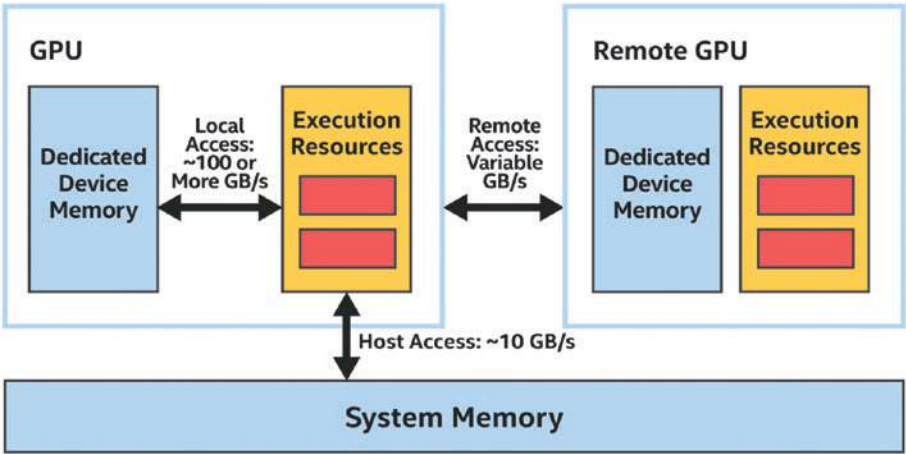 GPU
Dedicated
Device
Memory
Local
Access:
~100 or
More GB/s
Execution
Resources
Remote
Access:
Variable
GB/s
Remote GPU
Dedicated
Device
Memory
Execution
Resources
Host Access: ~10 GB/s
System Memory